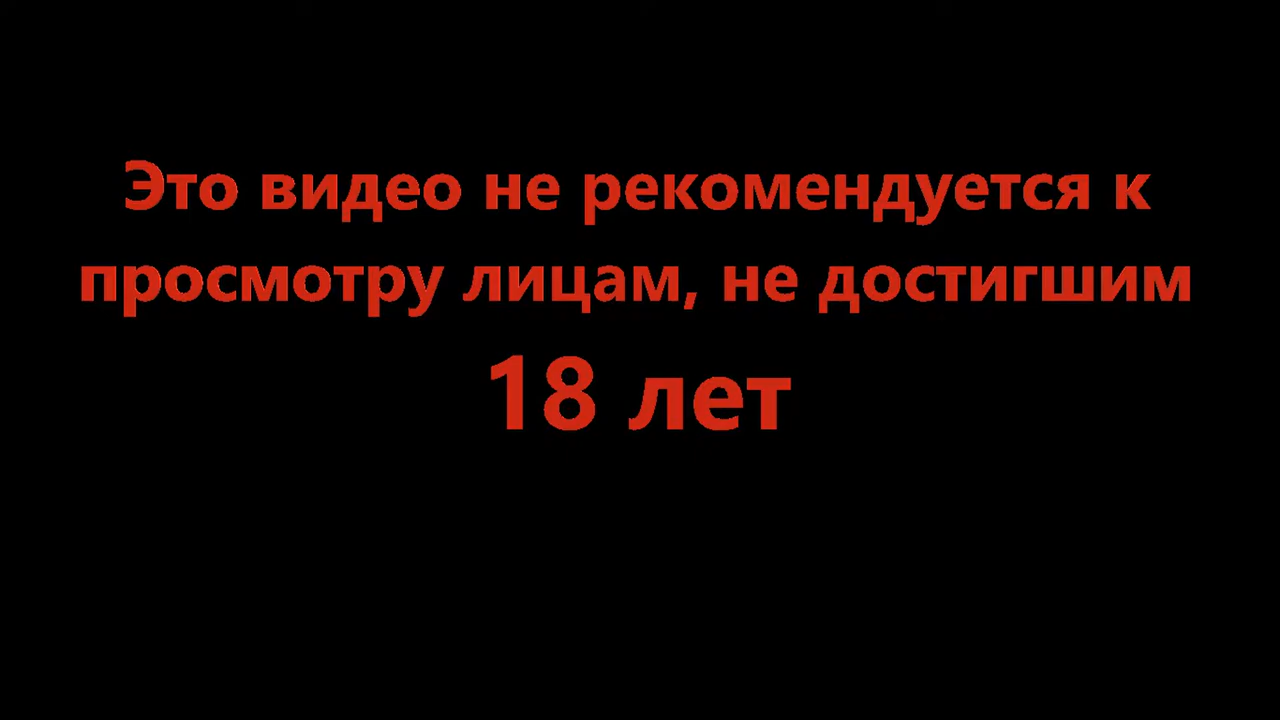 Это видео не рекомендуется к
просмотру лицам, не достигшим
18 лет